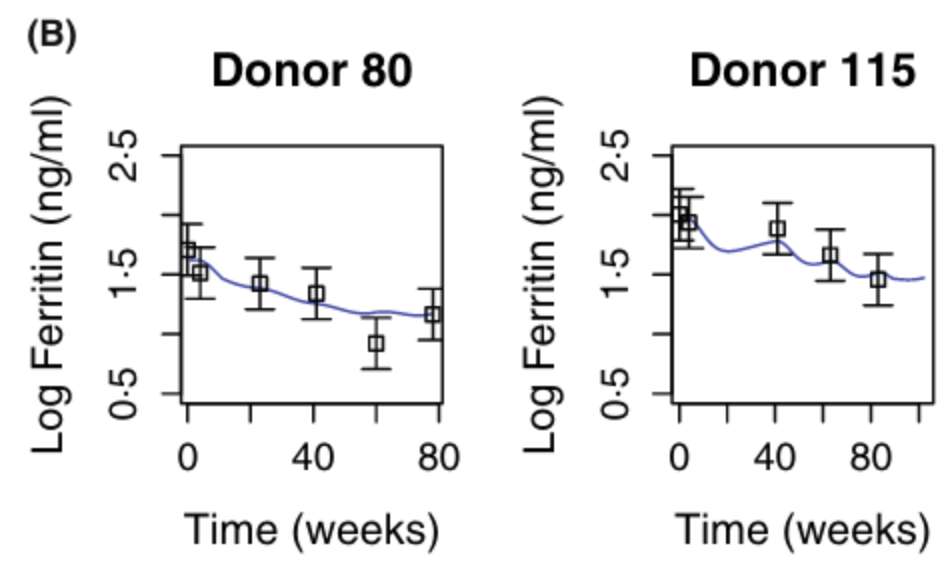 (B)
Donor 80
Log Ferritin (ng/ml)
2·5
1·5
0·5
0 40 80
Time (weeks)
Donor 115
Log Ferritin (ng/ml)
2·5
1·5
0·5
0 40 80
Time (weeks)